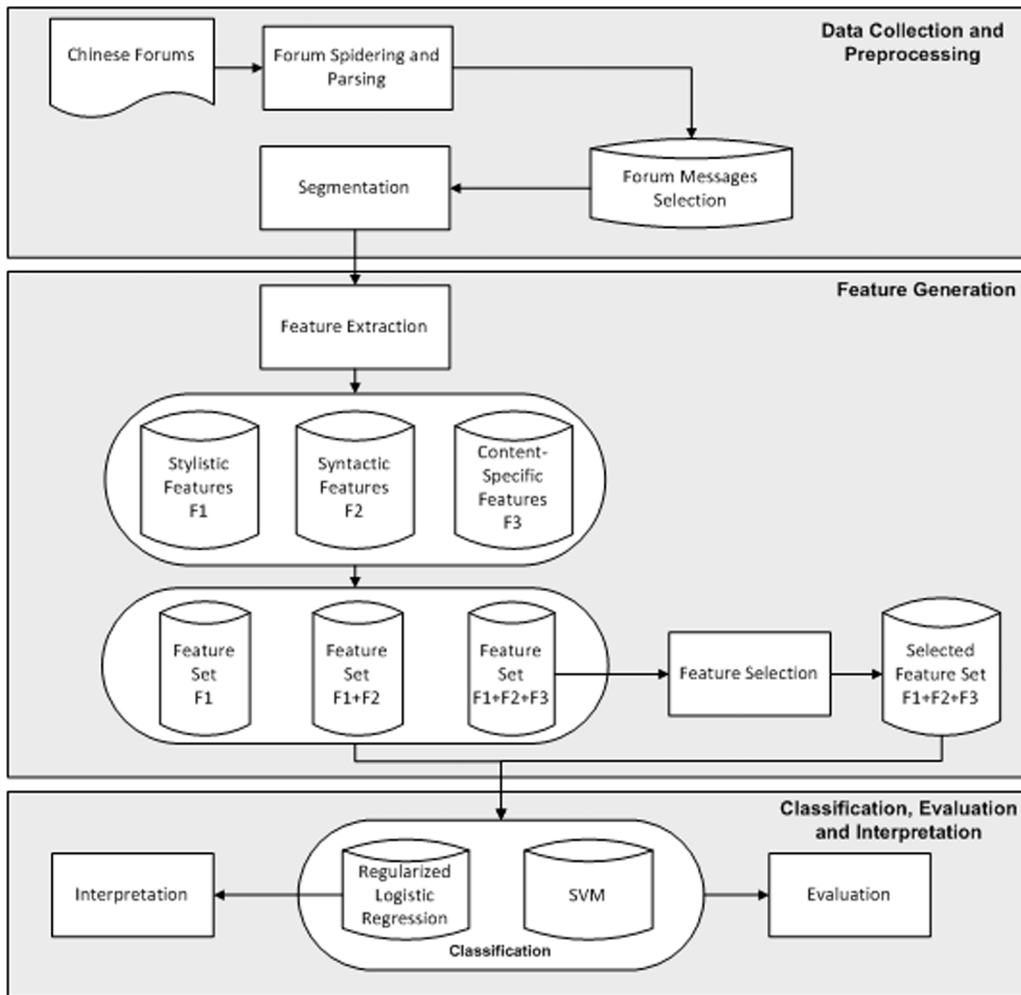 Data Collection and
Preprocessing
Chinese Forums
Forum Spidering and
Parsing
Segmentation
Forum Messages
Selection
Feature Generation
Feature Extraction
Stylistic
Features
F1
Syntactic
Features
F2
Content-
Specific
Features
F3
Feature
Set
F1
Feature
Set
F1+F2
Feature
Set
F1+F2+F3
Feature Selection
Selected
Feature Set
F1+F2+F3
Classification, Evaluation
and Interpretation
Interpretation
Regularized
Logistic
Regression
SVM
Classification
Evaluation